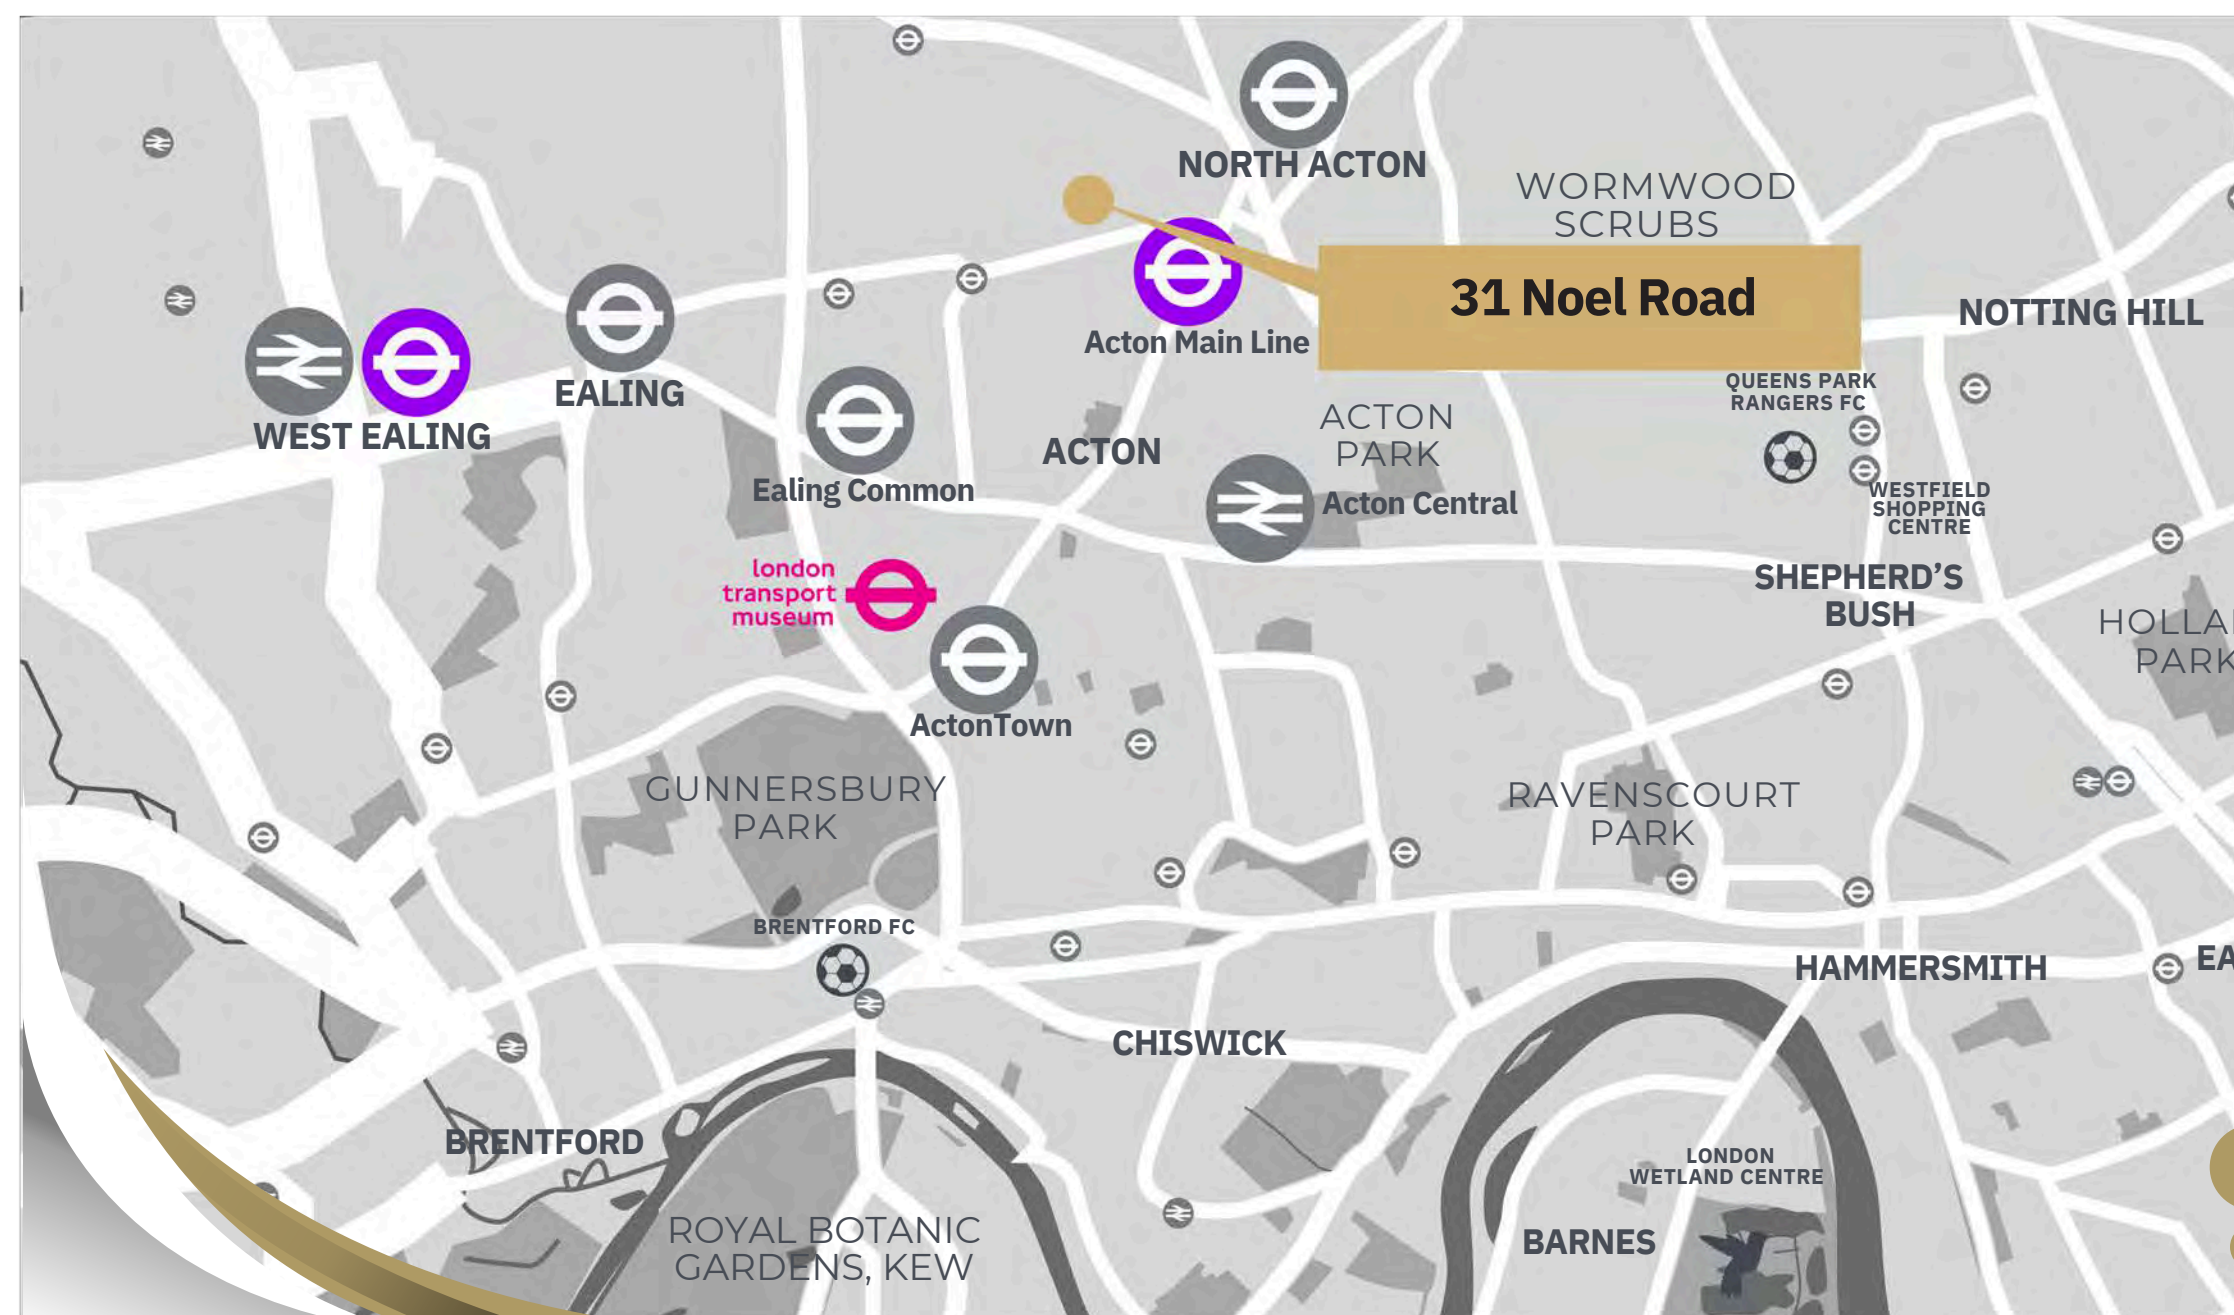 NORTH ACTON
WORMWOOD
SCRUBS
31 Noel Road
NOTTING HILL
Acton Main Line
EALING
WEST EALING
QUEENS PARK
RANGERS FC
ACTON
PARK
ACTON
Ealing Common
Acton Central
WESTFIELD
SHOPPING
CENTRE
london
transport
museum
SHEPHERD'S
BUSH
HOLLA
PARK
ActonTown
GUNNERSBURY
PARK
RAVENSCOURT
PARK
BRENTFORD FC
HAMMERSMITH
EA
CHISWICK
BRENTFORD
LONDON
WETLAND CENTRE
ROYAL BOTANIC
GARDENS, KEW
BARNES